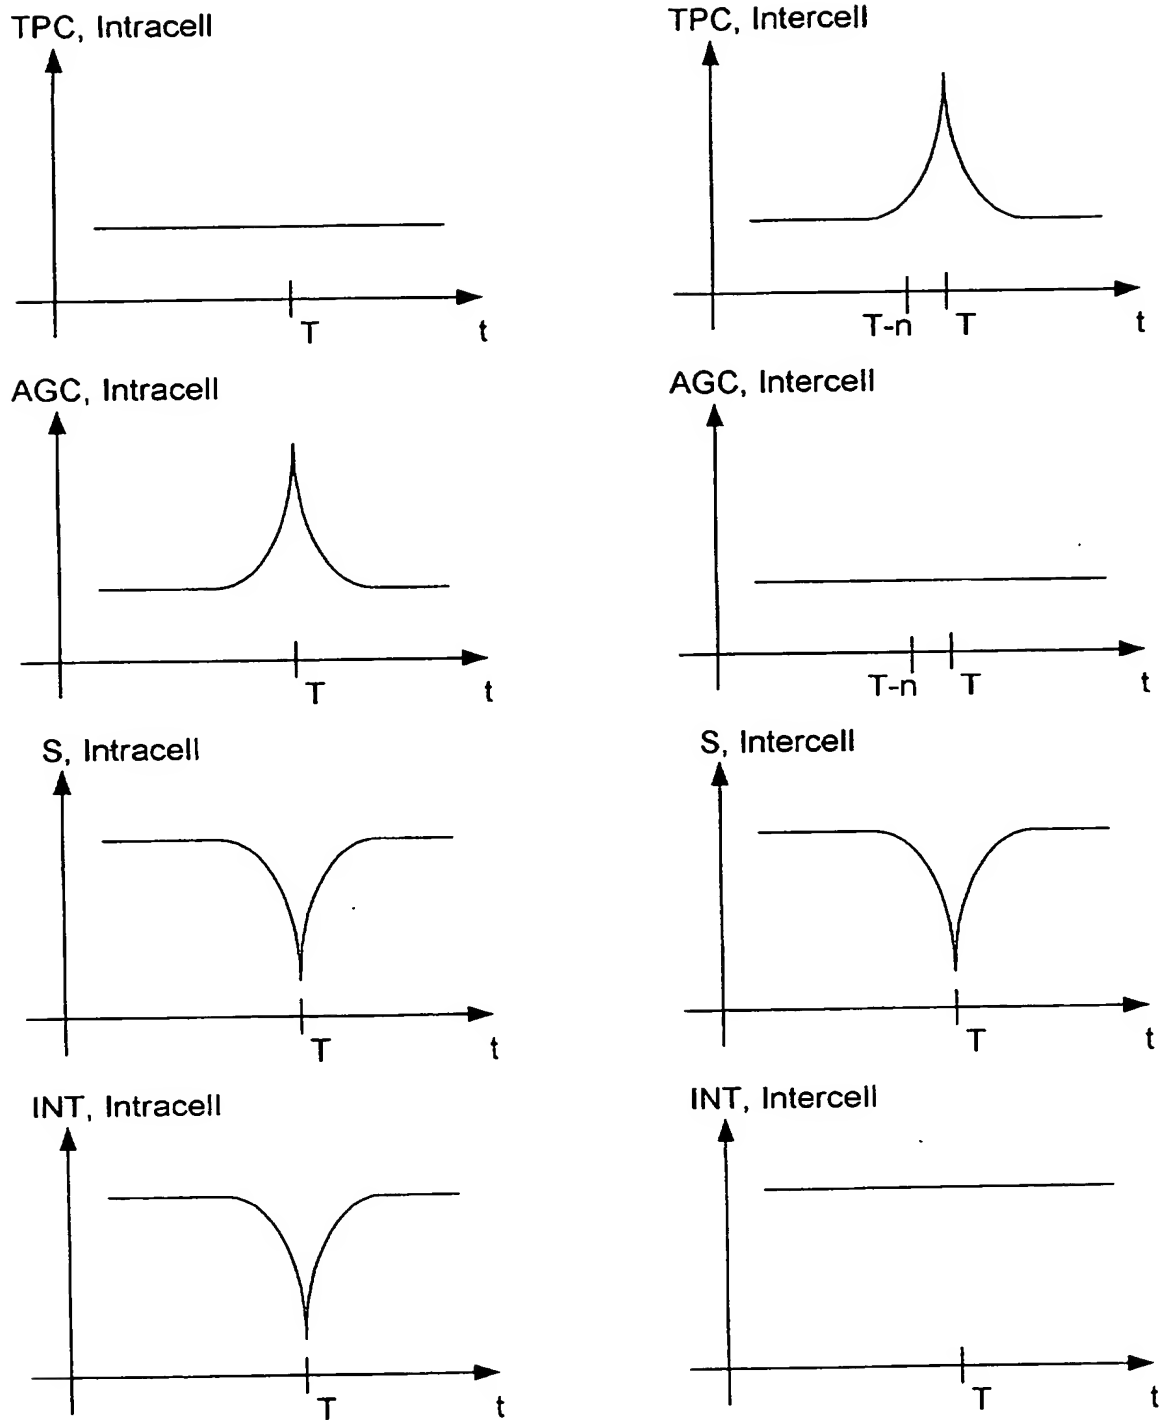 TPC, Intracell
TPC, Intercell
T
t
T-n
T
t
AGC, Intracell
AGC, Intercell
T
t
T-n
T
t
S, Intracell
S, Intercell
T
t
T
t
INT, Intracell
INT, Intercell
T
t
T
t